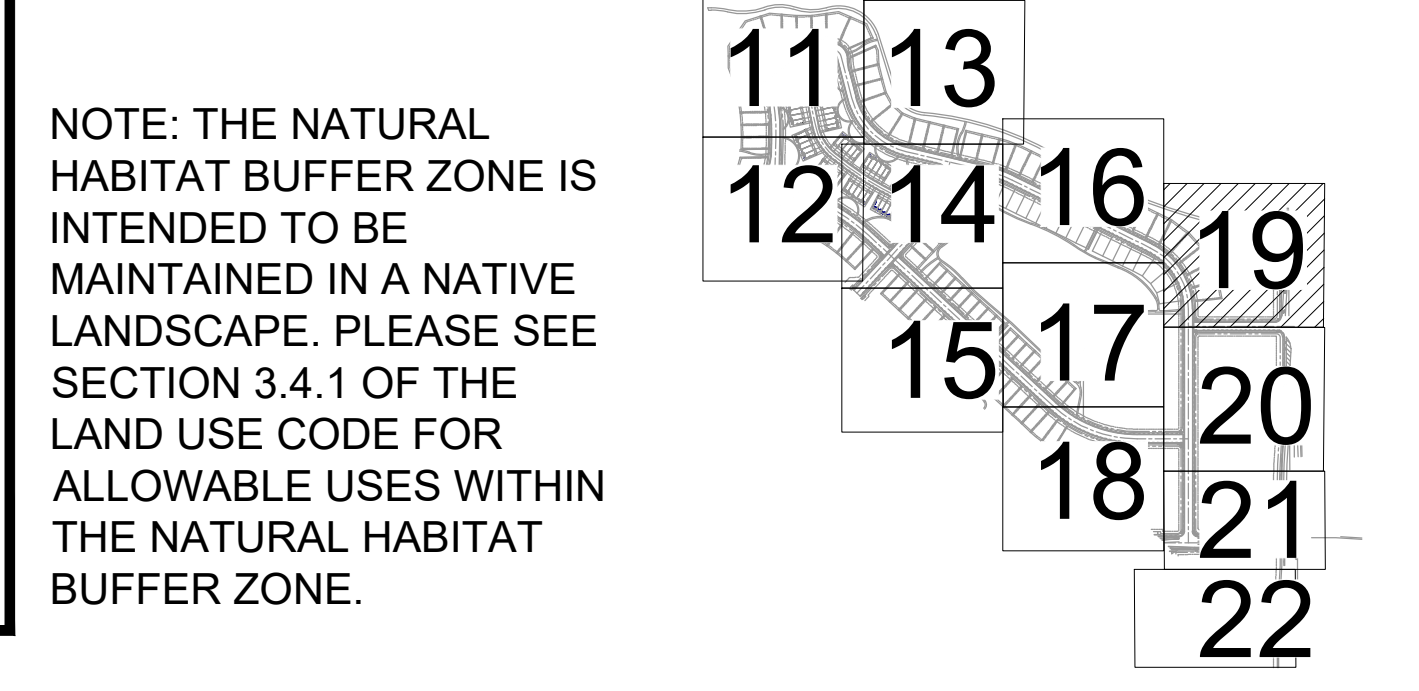 NOTE: THE NATURAL
HABITAT BUFFER ZONE IS
INTENDED TO BE
MAINTAINED IN A NATIVE
LANDSCAPE. PLEASE SEE
SECTION 3.4.1 OF THE
LAND USE CODE FOR
ALLOWABLE USES WITHIN
THE NATURAL HABITAT
BUFFER ZONE.
11
13
12
14
16
19
15
17
20
18
21
22